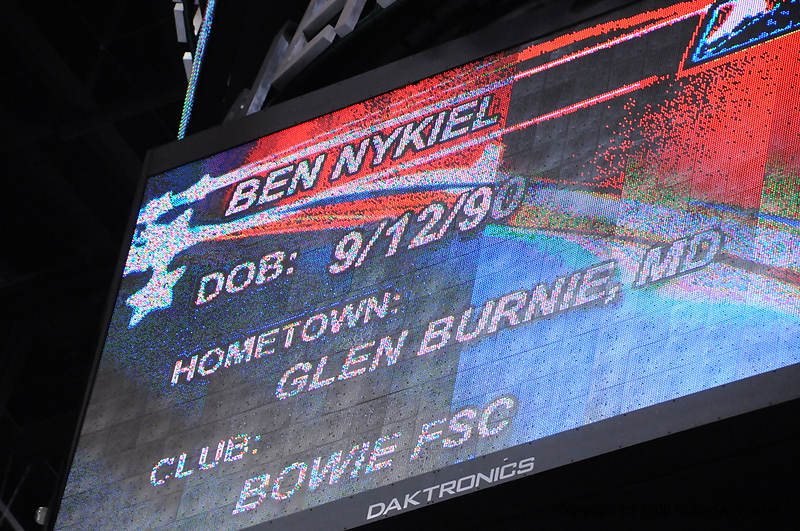 BEN NYKIEL
DOB: 9/12/90
HOMETOWN:
GLEN BURNIE, MD
CLUB:
BOWIE FSC
DAKTRONICS